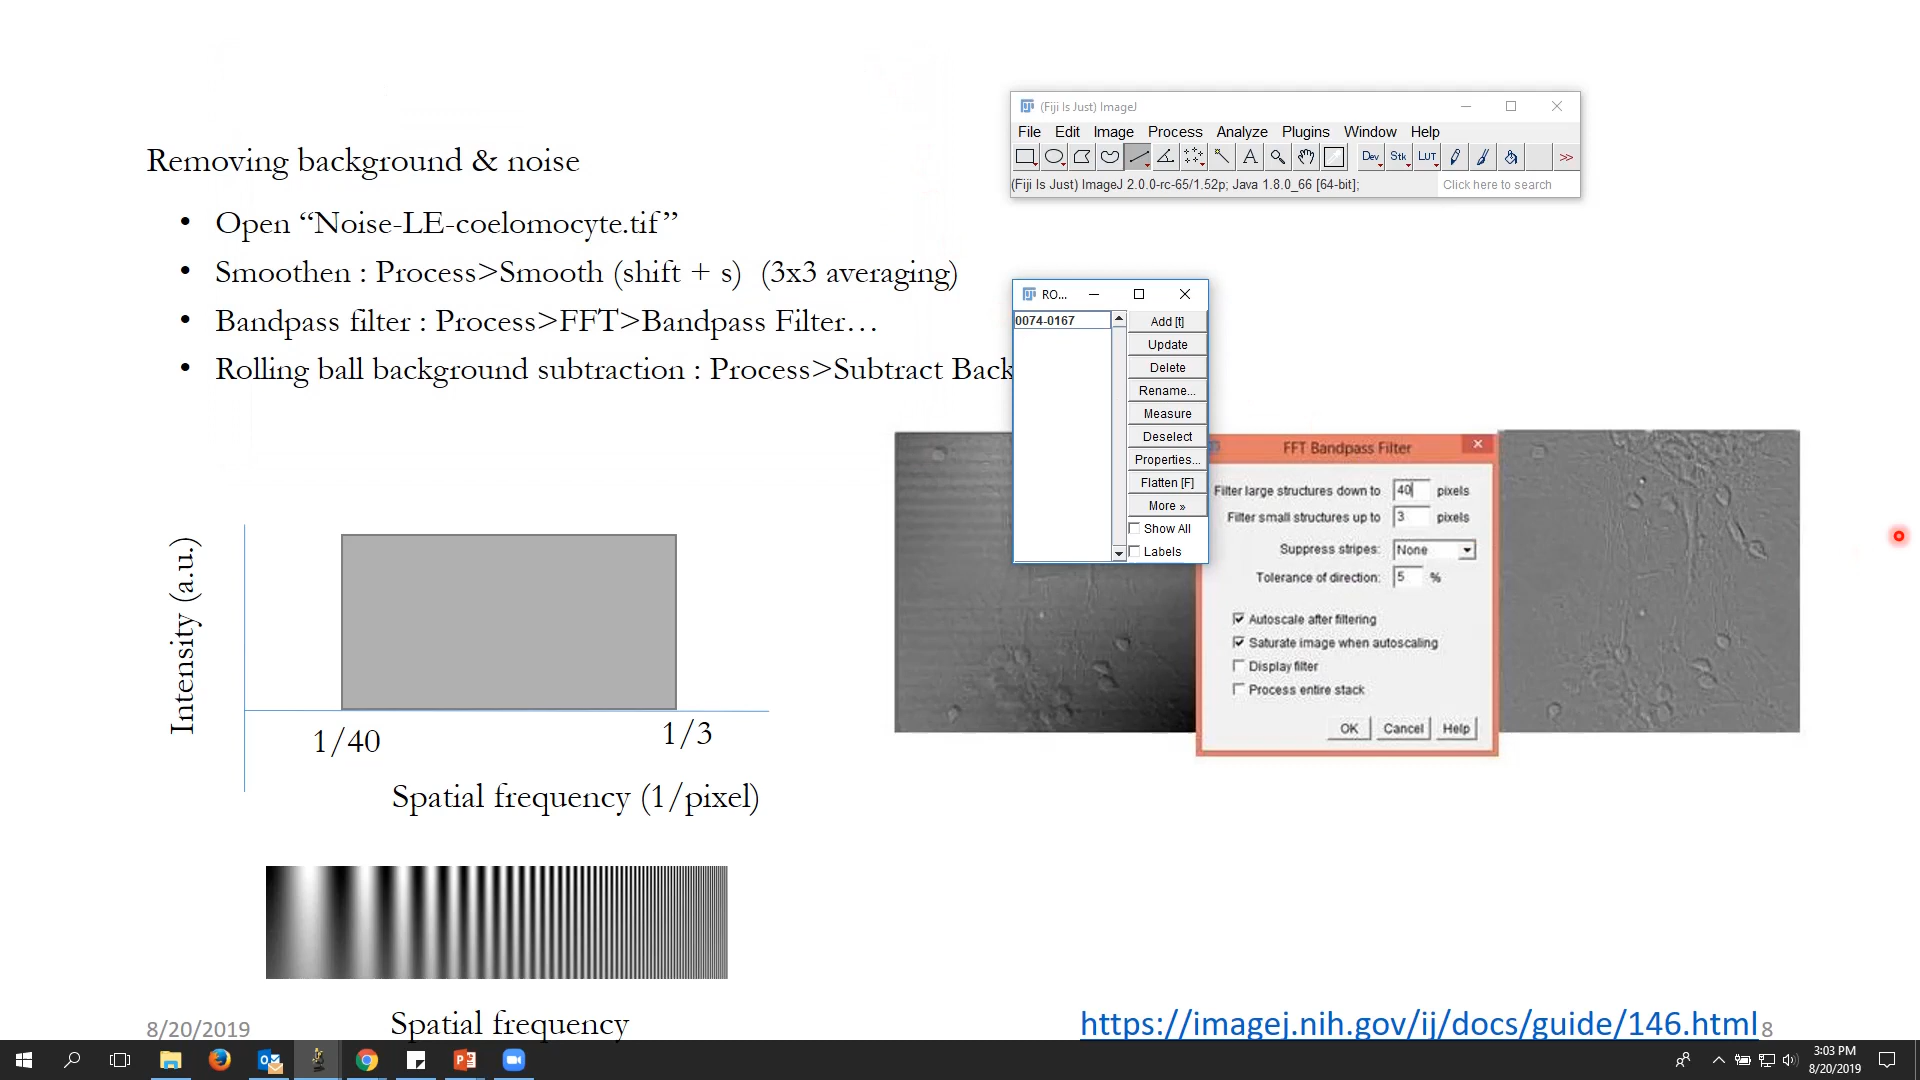 (Fiji Is Just) ImageJ
File Edit Image Process Analyze Plugins Window Help
Dev Stk LUT >>
(Fiji Is Just) ImageJ 2.0.0-rc-65/1.52p; Java 1.8.0_66 [64-bit];
Click here to search
Removing background & noise
• Open “Noise-LE-coelomocyte.tif”
• Smoothen : Process>Smooth (shift + s) (3x3 averaging)
• Bandpass filter : Process>FFT>Bandpass Filter…
• Rolling ball background subtraction : Process>Subtract Back
RO...
0074-0167
Add [t]
Update
Delete
Rename...
Measure
Deselect
Properties...
Flatten [F]
More »
Show All
Labels
FFT Bandpass Filter
Filter large structures down to 40 pixels
Filter small structures up to 3 pixels
Suppress stripes: None
Tolerance of direction: 5 %
Autoscale after filtering
Saturate image when autoscaling
Display filter
Process entire stack
OK Cancel Help
Intensity (a.u.)
1/40 1/3
Spatial frequency (1/pixel)
Spatial frequency
8/20/2019
https://imagej.nih.gov/ij/docs/guide/146.html
8
3:03 PM
8/20/2019